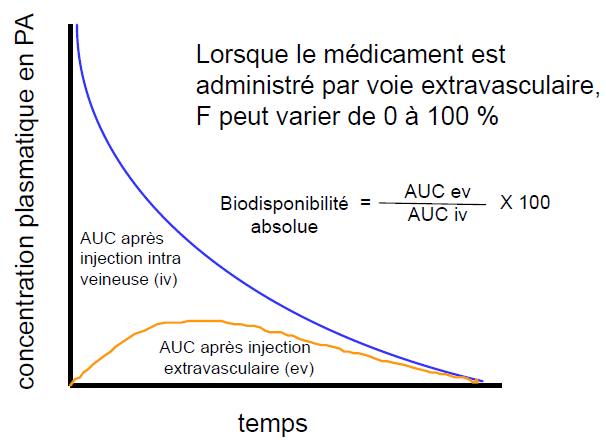 concentration plasmatique en PA
Lorsque le médicament est
administré par voie extravasculaire,
F peut varier de 0 à 100 %
Biodisponibilité
absolue
=
AUC ev
AUC iv
X 100
AUC après
injection intra
veineuse (iv)
AUC après injection
extravasculaire (ev)
temps